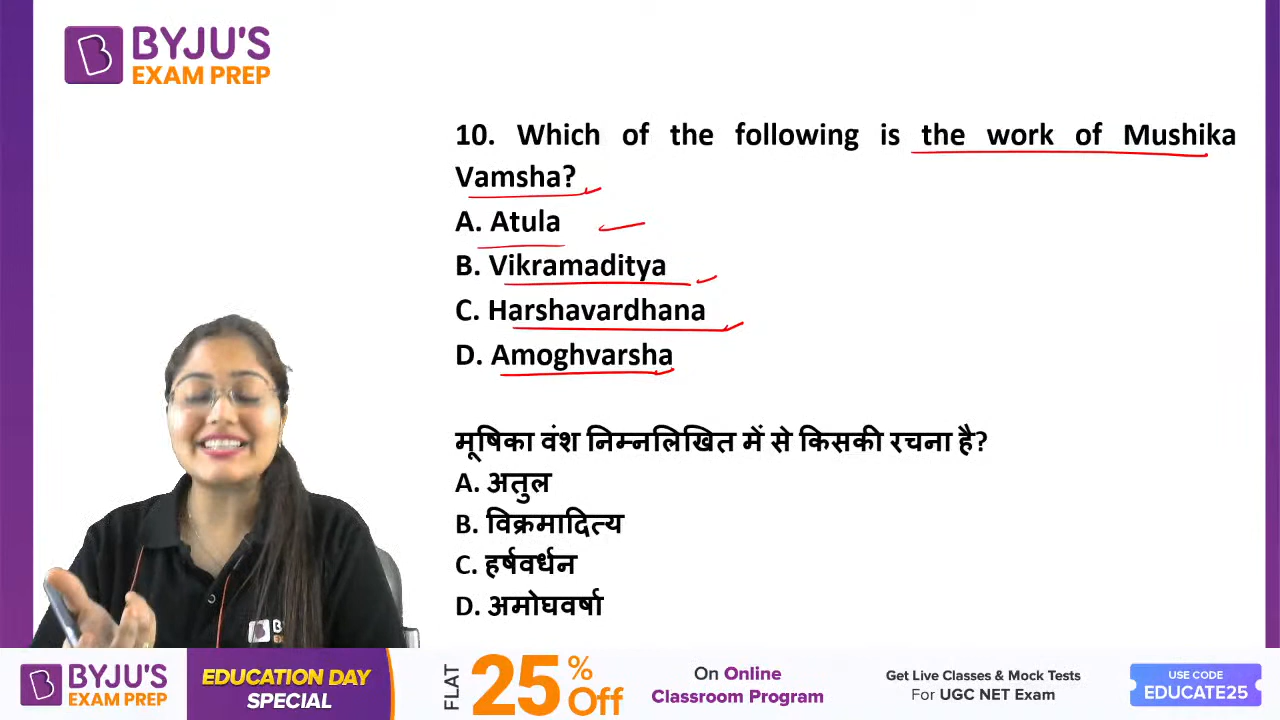 BYJU'S
EXAM PREP
10. Which of the following is the work of Mushika
Vamsha?
A. Atula
B. Vikramaditya
C. Harshavardhana
D. Amoghvarsha
मूषिका वंश निम्नलिखित में से किसकी रचना है?
A. अतुल
B. विक्रमादित्य
C. हर्षवर्धन
D. अमोघवर्षा
BYJU'S
EXAM PREP
EDUCATION DAY
SPECIAL
FLAT
25%
Off
On Online
Classroom Program
Get Live Classes & Mock Tests
For UGC NET Exam
USE CODE
EDUCATE25